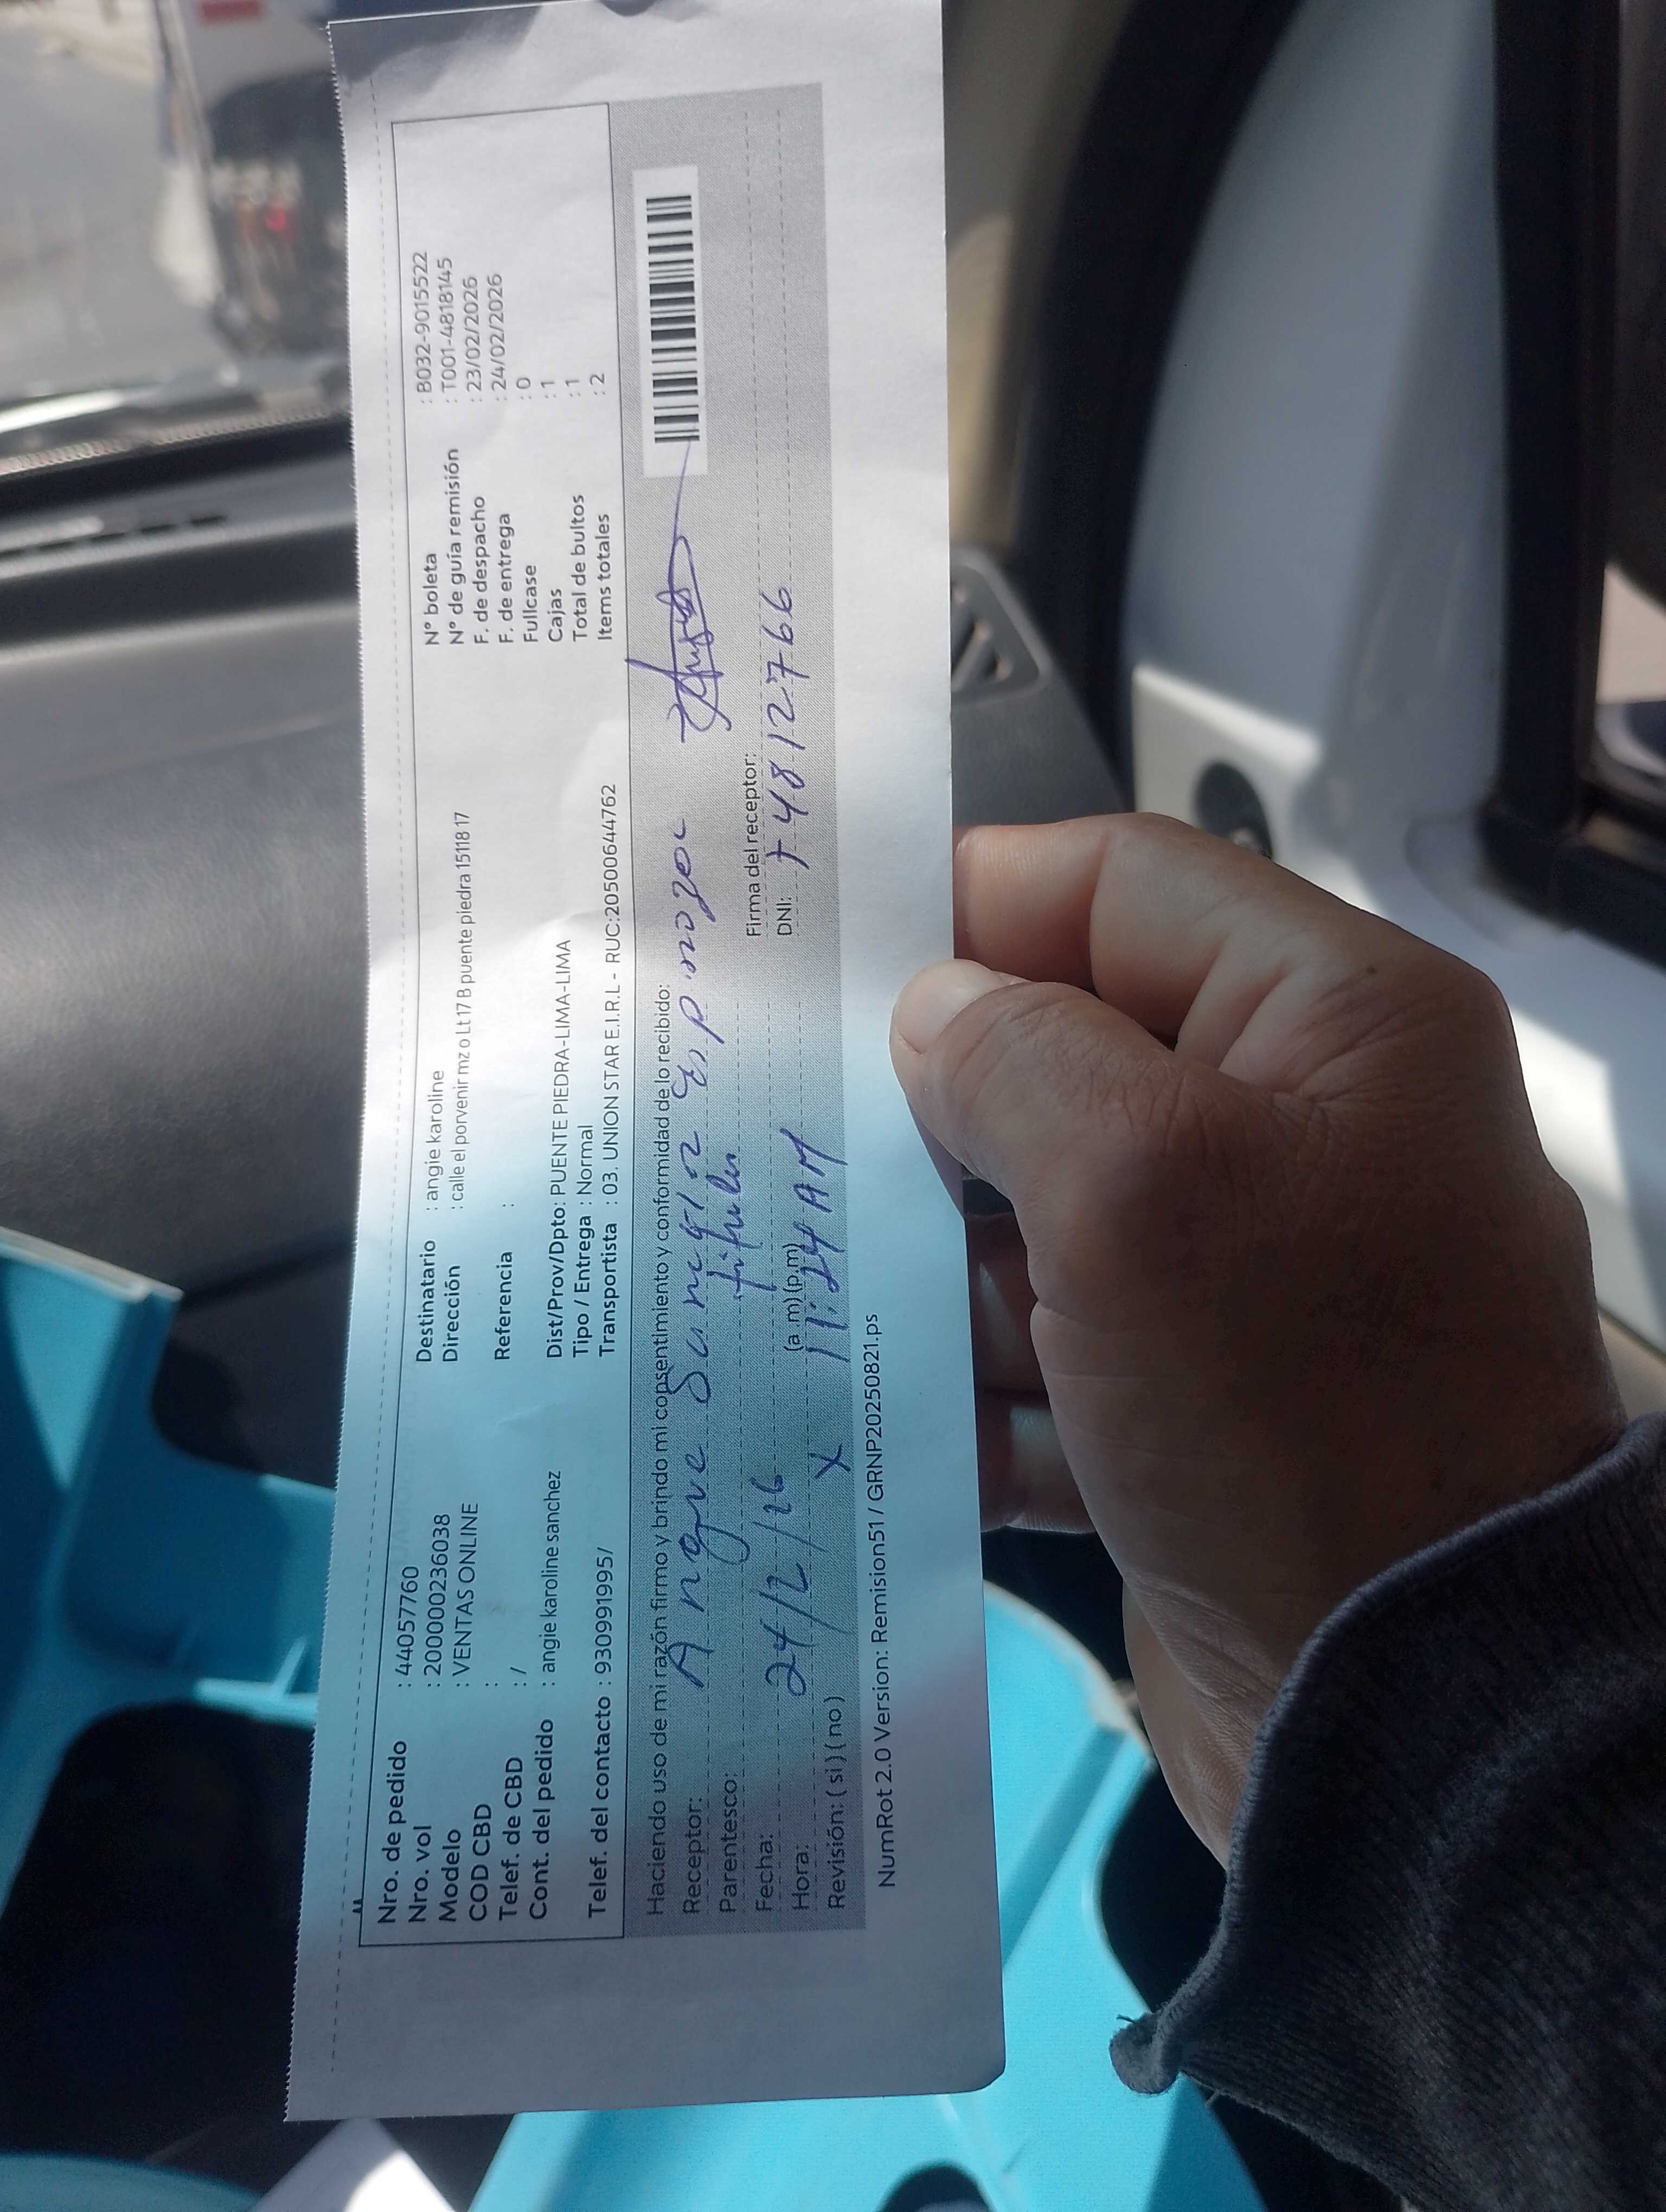 Nro. de pedido : 44057760
Nro. vol : 2000000236038
Modelo : VENTAS ONLINE
COD CBD :
Telef. de CBD : /
Cont. del pedido : angie karoline sanchez
Telef. del contacto : 930991995/
Destinatario : angie karoline
Dirección : calle el porvenir mz o Lt 17 B puente piedra 15118 17
Referencia :
Dist/Prov/Dpto: PUENTE PIEDRA-LIMA-LIMA
Tipo / Entrega : Normal
Transportista : 03. UNION STAR E.I.R.L - RUC:20500644762
N° boleta : B032-9015522
N° de guía remisión : T001-4818145
F. de despacho : 23/02/2026
F. de entrega : 24/02/2026
Fullcase : 0
Cajas : 1
Total de bultos : 1
Items totales : 2
Haciendo uso de mi razón firmo y brindo mi consentimiento y conformidad de lo recibido:
Receptor:
Parentesco:
Fecha: 24/2/26
Hora: (a m) (p.m) 11:24 AM
Revisión: ( si ) ( no ) X
Firma del receptor:
DNI: 4812766
NumRot 2.0 Version: Remision51 / GRNP20250821.ps